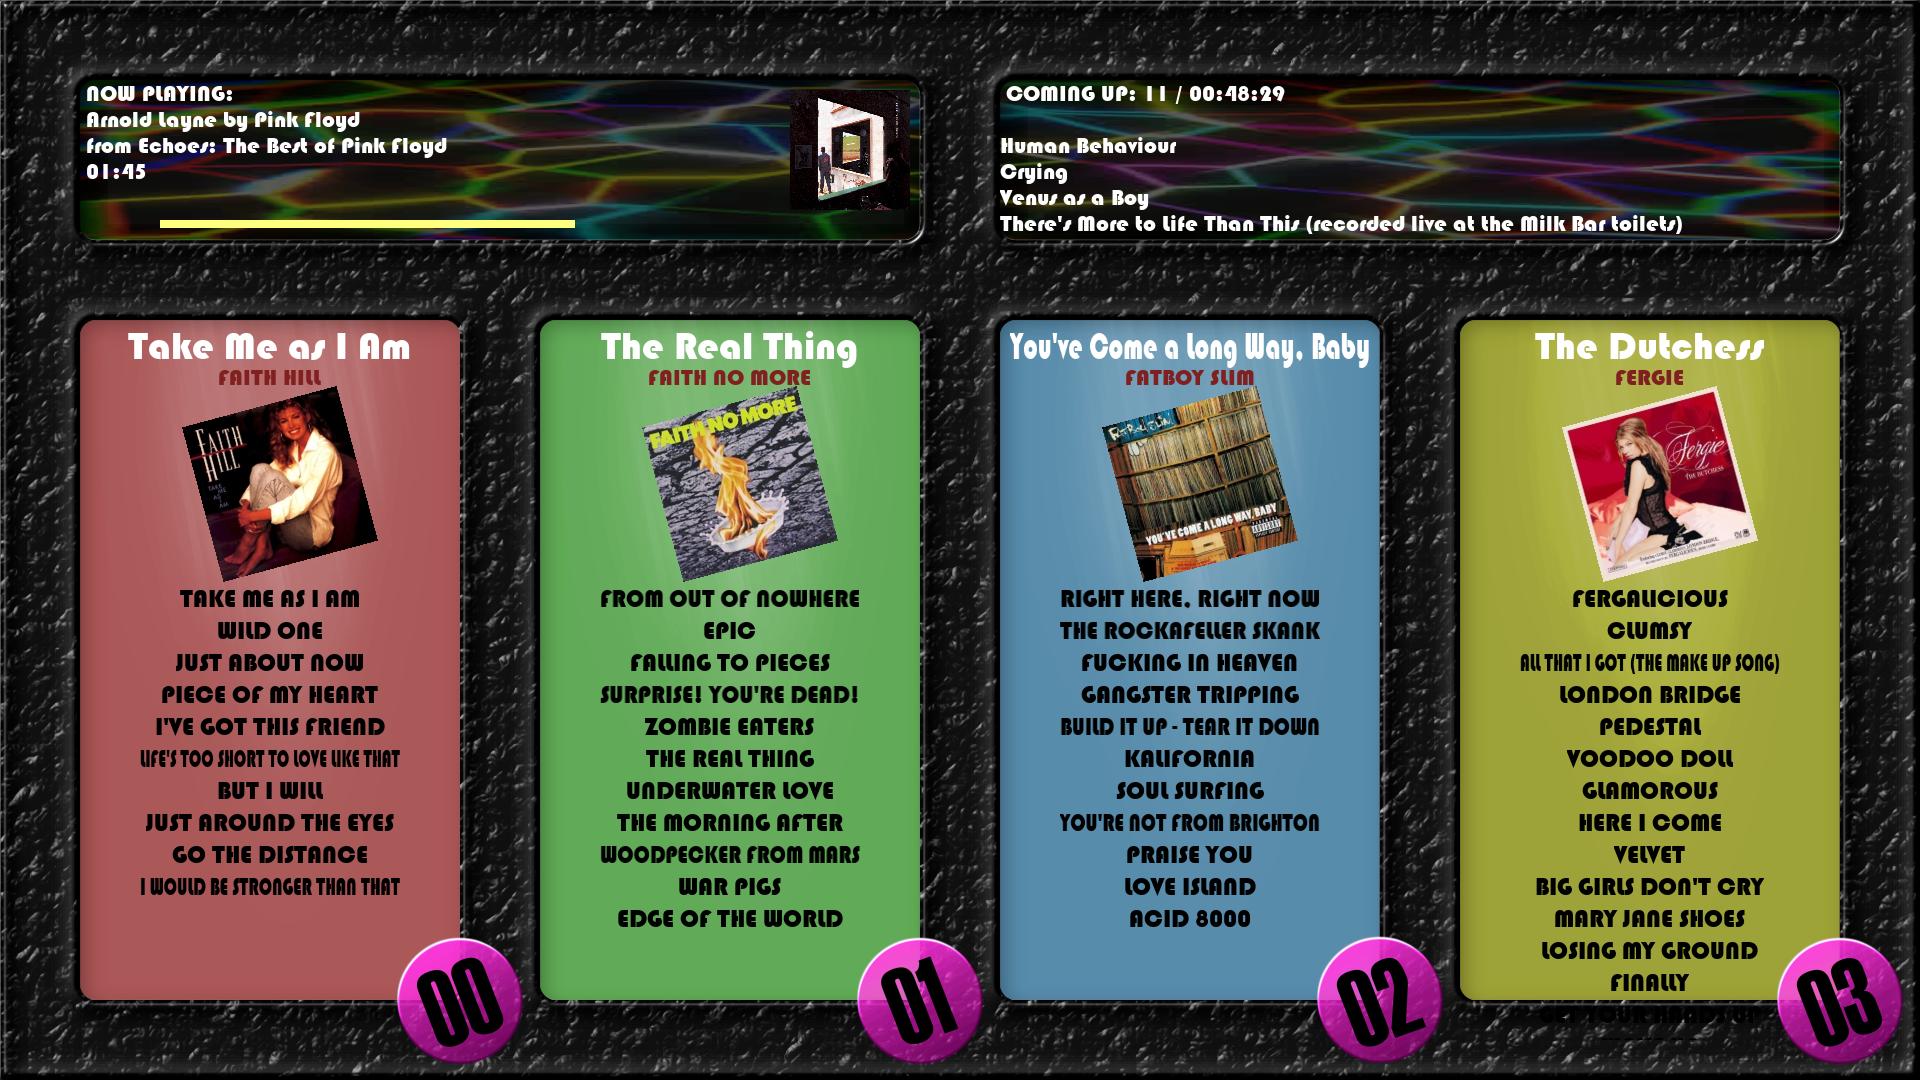 NOW PLAYING:
Arnold Layne by Pink Floyd
from Echoes: The Best of Pink Floyd
01:45
COMING UP: 11 / 00:48:29
Human Behaviour
Crying
Venus as a Boy
There's More to Life Than This (recorded live at the Milk Bar toilets)
Take Me as I Am
FAITH HILL
FAITH
HILL
TAKE ME AS I AM
WILD ONE
JUST ABOUT NOW
PIECE OF MY HEART
I'VE GOT THIS FRIEND
LIFE'S TOO SHORT TO LOVE LIKE THAT
BUT I WILL
JUST AROUND THE EYES
GO THE DISTANCE
I WOULD BE STRONGER THAN THAT
00
The Real Thing
FAITH NO MORE
FAITH NO MORE
FROM OUT OF NOWHERE
EPIC
FALLING TO PIECES
SURPRISE! YOU'RE DEAD!
ZOMBIE EATERS
THE REAL THING
UNDERWATER LOVE
THE MORNING AFTER
WOODPECKER FROM MARS
WAR PIGS
EDGE OF THE WORLD
01
You've Come a Long Way, Baby
FATBOY SLIM
FATBOY SLIM
YOU'VE COME A LONG WAY, BABY
RIGHT HERE, RIGHT NOW
THE ROCKAFELLER SKANK
FUCKING IN HEAVEN
GANGSTER TRIPPING
BUILD IT UP - TEAR IT DOWN
KALIFORNIA
SOUL SURFING
YOU'RE NOT FROM BRIGHTON
PRAISE YOU
LOVE ISLAND
ACID 8000
02
The Dutchess
FERGIE
Fergie
THE DUTCHESS
FERGALICIOUS
CLUMSY
ALL THAT I GOT (THE MAKE UP SONG)
LONDON BRIDGE
PEDESTAL
VOODOO DOLL
GLAMOROUS
HERE I COME
VELVET
BIG GIRLS DON'T CRY
MARY JANE SHOES
LOSING MY GROUND
FINALLY
GET YOUR HANDS UP
03